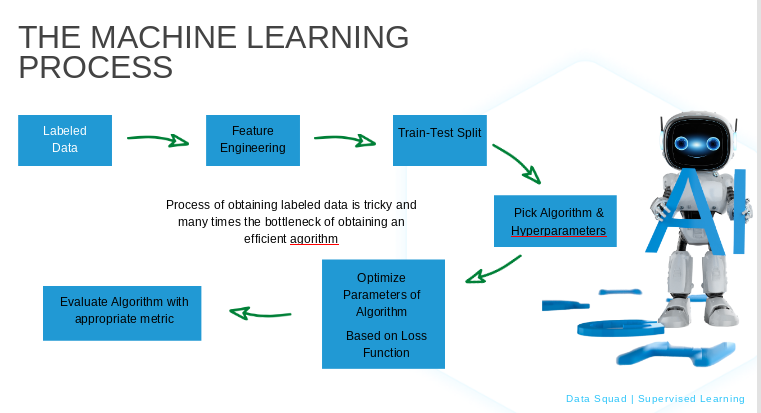 THE MACHINE LEARNING
PROCESS
Labeled
Data
Feature
Engineering
Train-Test Split
Pick Algorithm &
Hyperparameters
Process of obtaining labeled data is tricky and
many times the bottleneck of obtaining an
efficient agorithm
Optimize
Parameters of
Algorithm
Based on Loss
Function
Evaluate Algorithm with
appropriate metric
AI
Data Squad | Supervised Learning